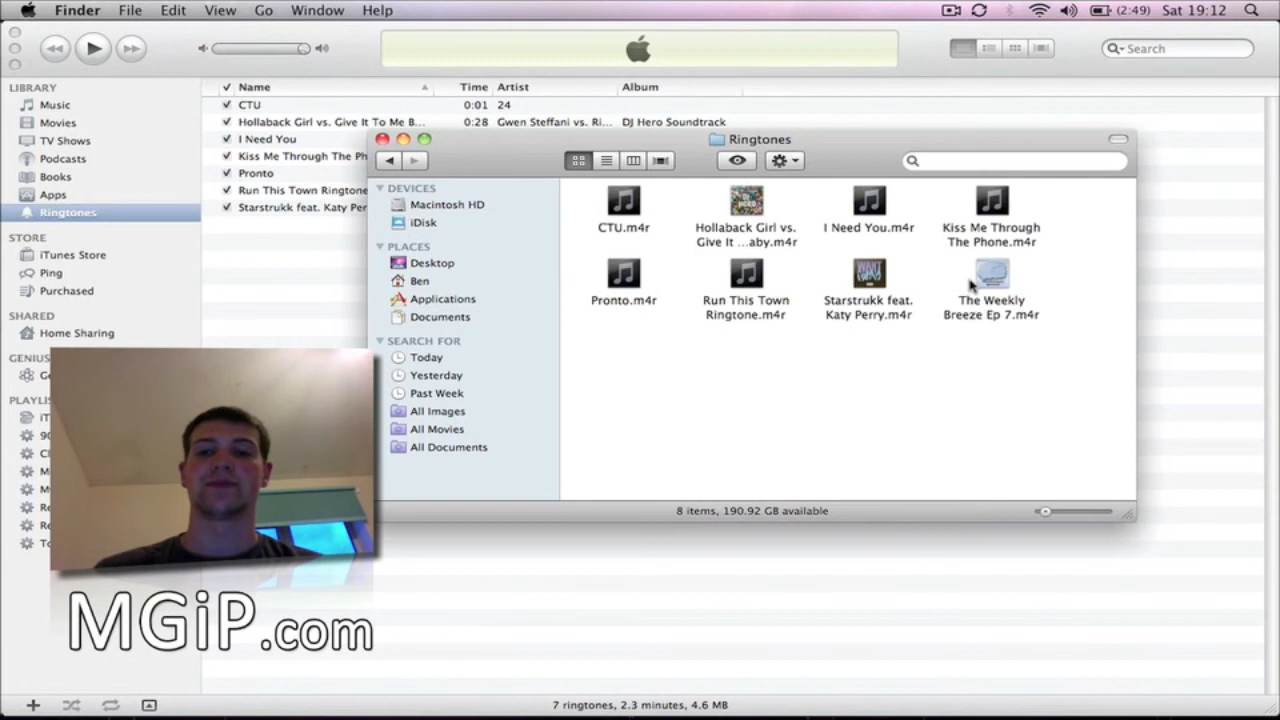 Finder File Edit View Go Window Help (2:49) Sat 19:12
Search
LIBRARY
Music
Movies
TV Shows
Podcasts
Books
Apps
Ringtones
STORE
iTunes Store
Ping
Purchased
SHARED
Home Sharing
GENIUS
PLAYLIS
Name Time Artist Album
CTU 0:01 24
Hollaback Girl vs. Give It To Me B... 0:28 Gwen Steffani vs. Ri... DJ Hero Soundtrack
I Need You
Kiss Me Through The Ph
Pronto
Run This Town Ringtone
Starstrukk feat. Katy Per
Ringtones
DEVICES
Macintosh HD
iDisk
PLACES
Desktop
Ben
Applications
Documents
SEARCH FOR
Today
Yesterday
Past Week
All Images
All Movies
All Documents
CTU.m4r
Hollaback Girl vs.
Give It ...aby.m4r
I Need You.m4r
Kiss Me Through
The Phone.m4r
Pronto.m4r
Run This Town
Ringtone.m4r
Starstrukk feat.
Katy Perry.m4r
The Weekly
Breeze Ep 7.m4r
8 items, 190.92 GB available
MGiP.com
7 ringtones, 2.3 minutes, 4.6 MB